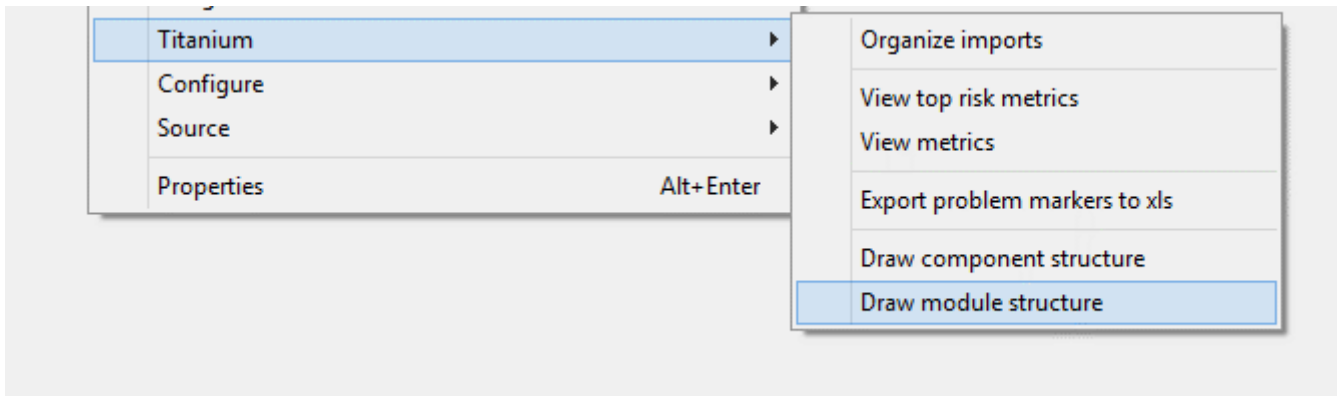 Titanium
Configure
Source
Properties Alt+Enter
Organize imports
View top risk metrics
View metrics
Export problem markers to xls
Draw component structure
Draw module structure